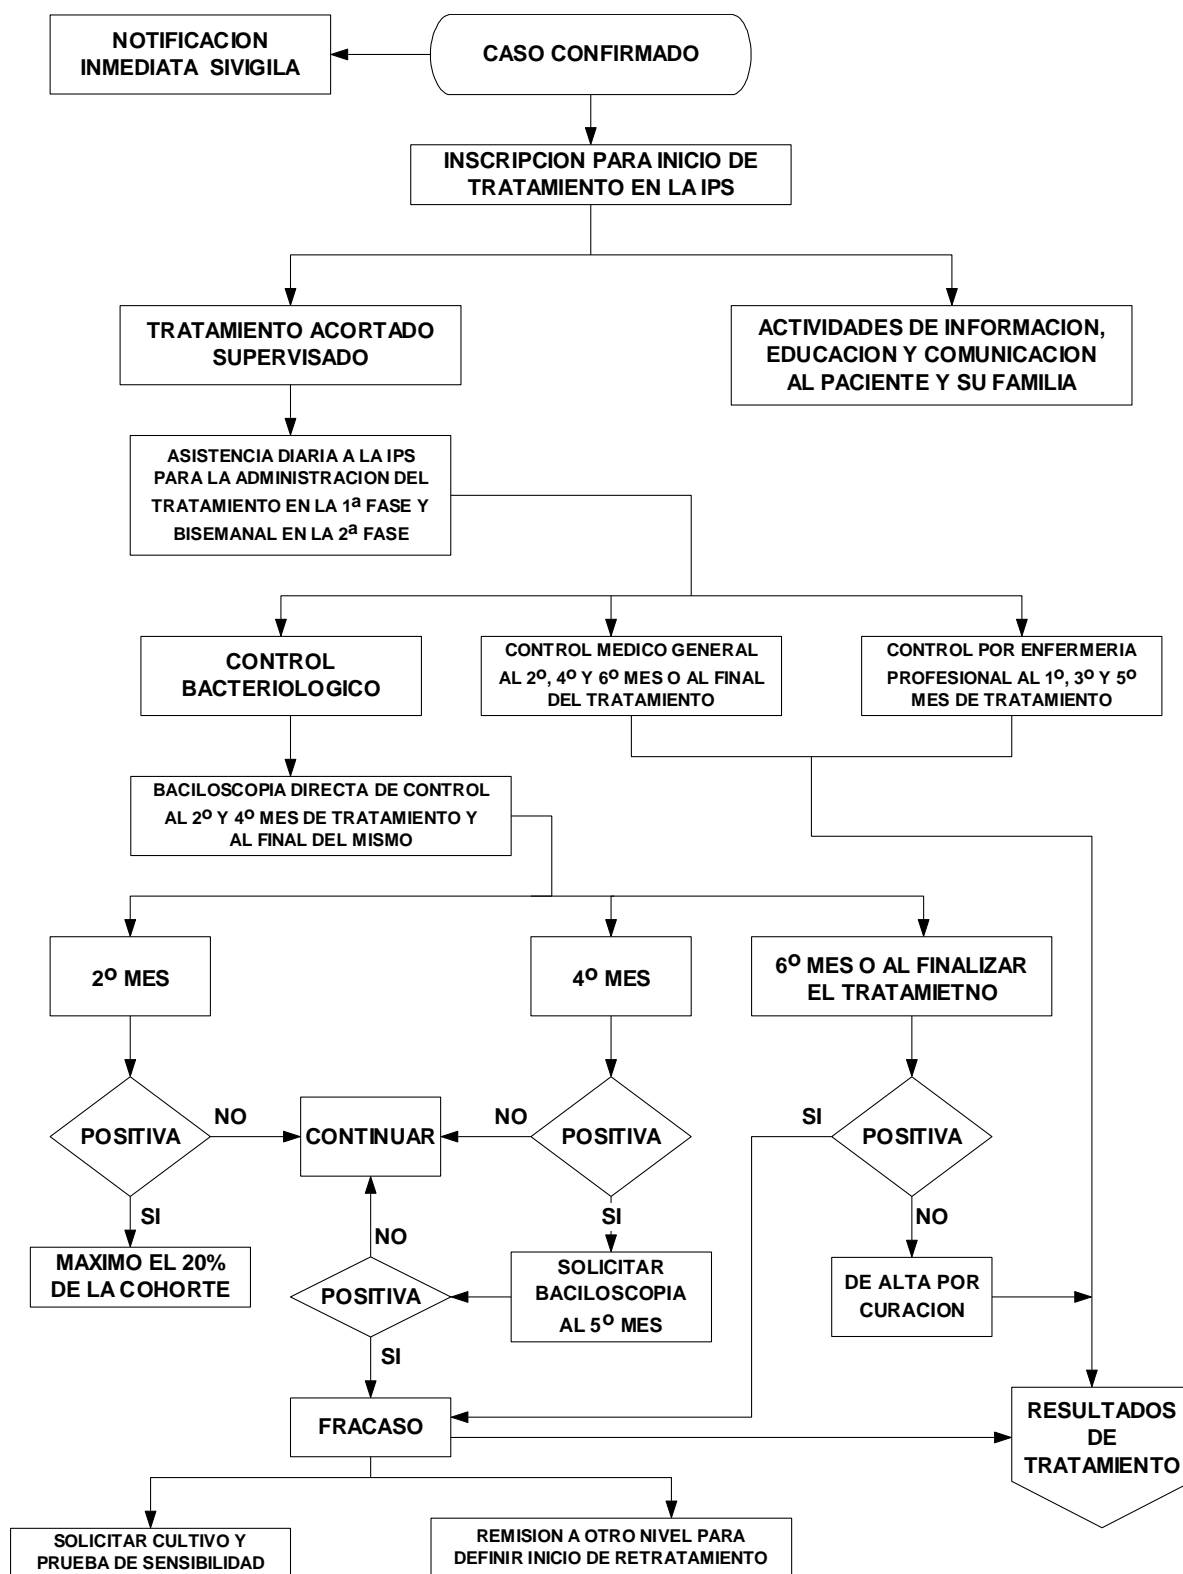 NOTIFICACION
INMEDIATA SIVIGILA
CASO CONFIRMADO
INSCRIPCION PARA INICIO DE
TRATAMIENTO EN LA IPS
TRATAMIENTO ACORTADO
SUPERVISADO
ACTIVIDADES DE INFORMACION,
EDUCACION Y COMUNICACION
AL PACIENTE Y SU FAMILIA
ASISTENCIA DIARIA A LA IPS
PARA LA ADMINISTRACION DEL
TRATAMIENTO EN LA 1ª FASE Y
BISEMANAL EN LA 2ª FASE
CONTROL
BACTERIOLOGICO
CONTROL MEDICO GENERAL
AL 2º, 4º Y 6º MES O AL FINAL
DEL TRATAMIENTO
CONTROL POR ENFERMERIA
PROFESIONAL AL 1º, 3º Y 5º
MES DE TRATAMIENTO
BACILOSCOPIA DIRECTA DE CONTROL
AL 2º Y 4º MES DE TRATAMIENTO Y
AL FINAL DEL MISMO
2º MES
4º MES
6º MES O AL FINALIZAR
EL TRATAMIETNO
POSITIVA
NO
CONTINUAR
NO
POSITIVA
SI
POSITIVA
SI
MAXIMO EL 20%
DE LA COHORTE
NO
POSITIVA
SI
SOLICITAR
BACILOSCOPIA
AL 5º MES
NO
DE ALTA POR
CURACION
SI
FRACASO
RESULTADOS
DE
TRATAMIENTO
SOLICITAR CULTIVO Y
PRUEBA DE SENSIBILIDAD
REMISION A OTRO NIVEL PARA
DEFINIR INICIO DE RETRATAMIENTO